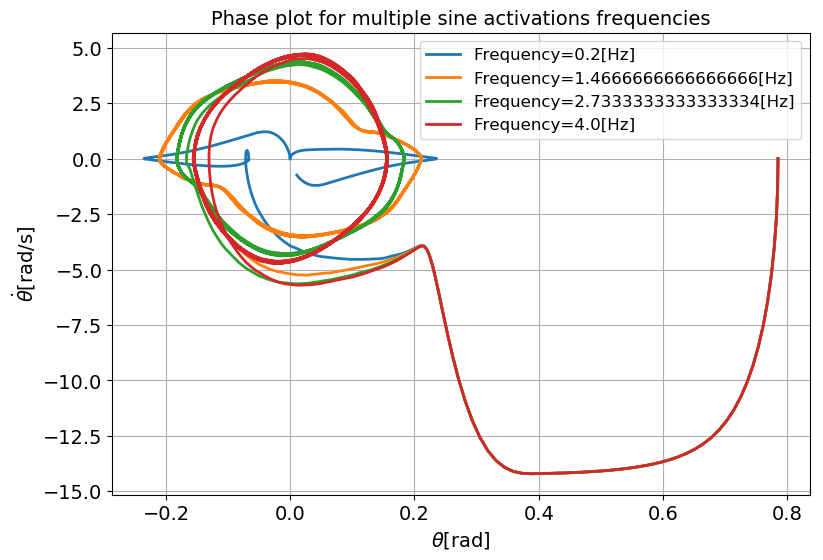 Phase plot for multiple sine activations frequencies
Frequency=0.2[Hz]
Frequency=1.4666666666666666[Hz]
Frequency=2.7333333333333334[Hz]
Frequency=4.0[Hz]
5.0
2.5
0.0
−2.5
−5.0
−7.5
−10.0
−12.5
−15.0
θ̇[rad/s]
−0.2
0.0
0.2
0.4
0.6
0.8
θ[rad]